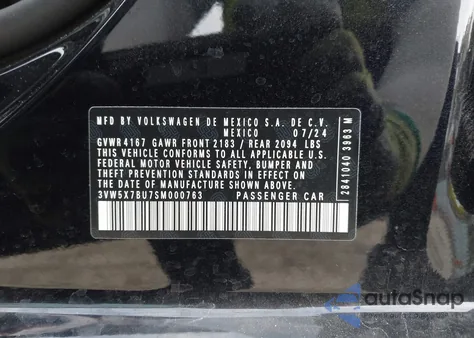 MFD BY VOLKSWAGEN DE MEXICO S.A. DE C.V.
MEXICO 07/24
GVWR4167 GAWR FRONT 2183 / REAR 2094 LBS
THIS VEHICLE CONFORMS TO ALL APPLICABLE U.S.
FEDERAL MOTOR VEHICLE SAFETY, BUMPER AND
THEFT PREVENTION STANDARDS IN EFFECT ON THE
DATE OF MANUFACTURE SHOWN ABOVE
3VW5X7BU7SM000763 PASSENGER CAR
2841040 3963 M
autoSnap